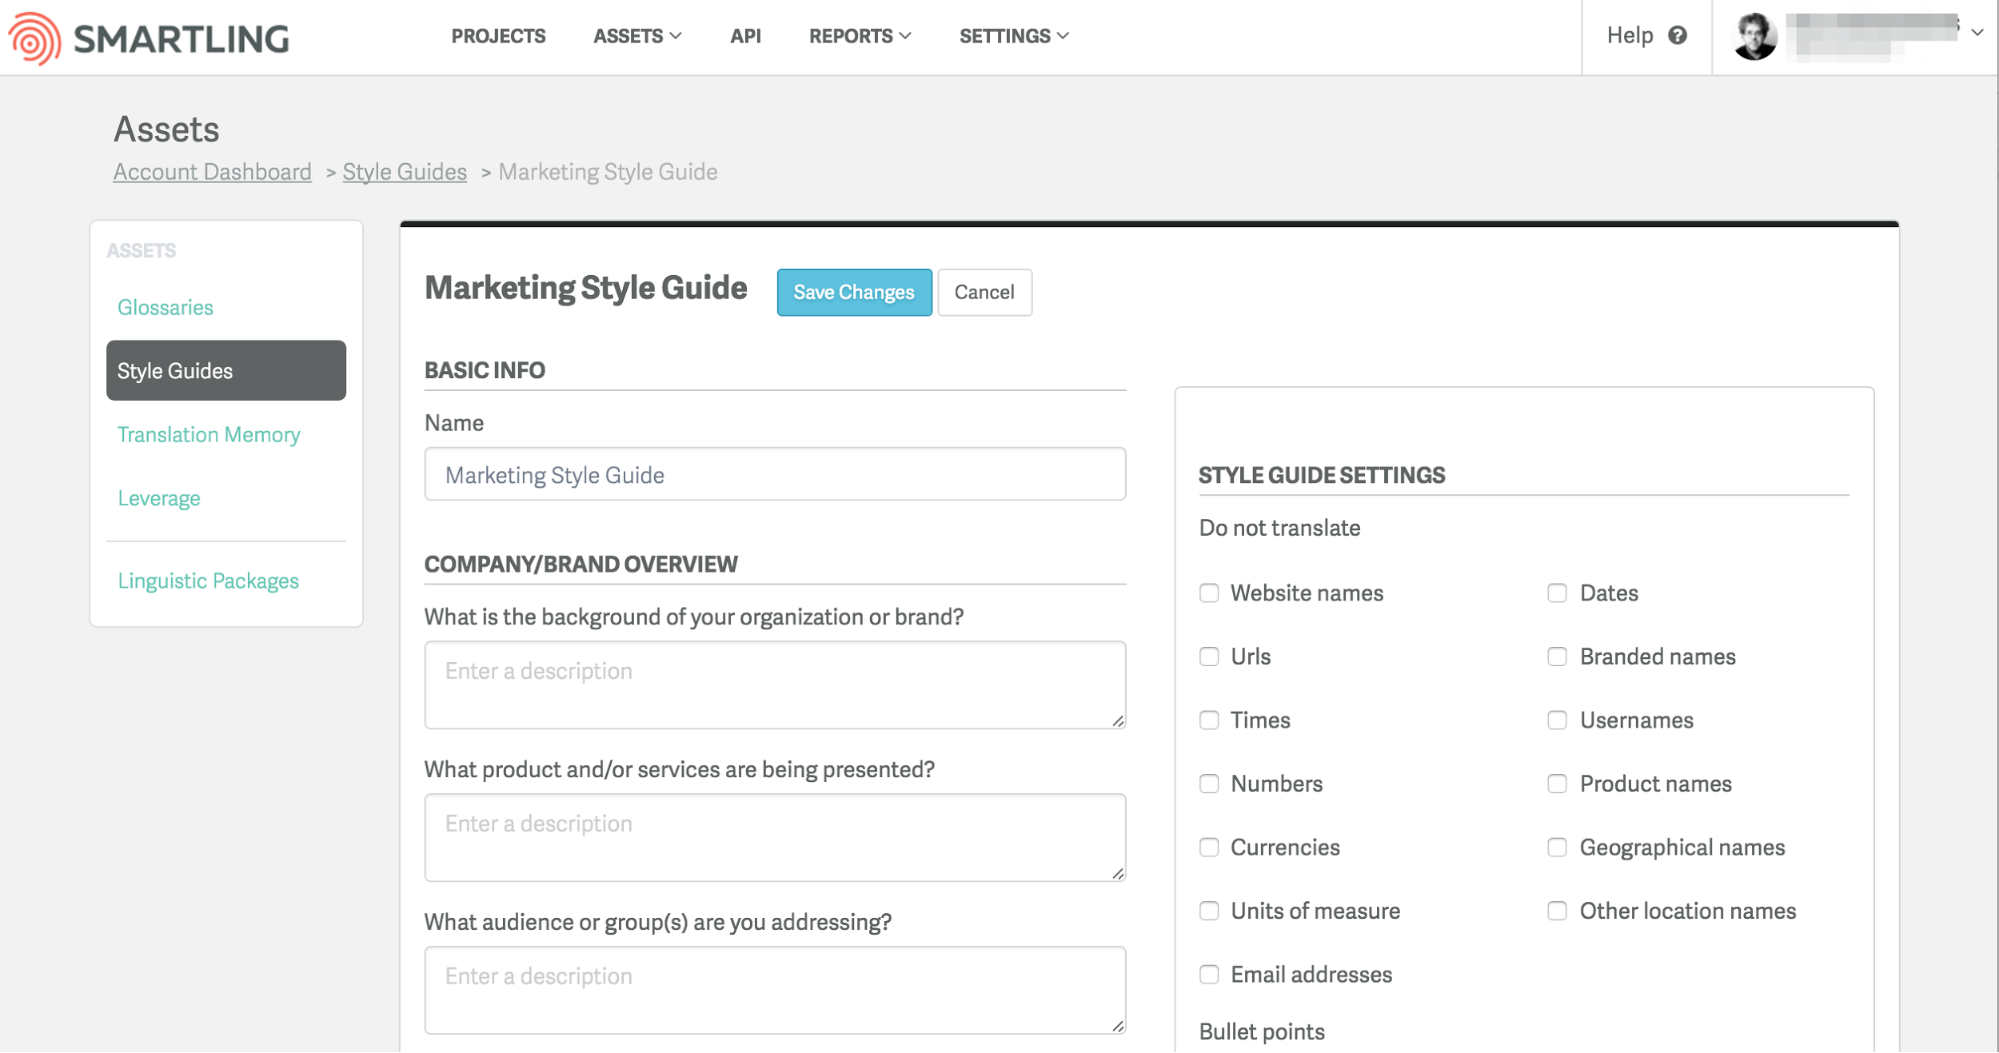 SMARTLING PROJECTS ASSETS API REPORTS SETTINGS Help ?
Assets
Account Dashboard > Style Guides > Marketing Style Guide
ASSETS
Glossaries
Style Guides
Translation Memory
Leverage
Linguistic Packages
Marketing Style Guide Save Changes Cancel
BASIC INFO
Name
Marketing Style Guide
COMPANY/BRAND OVERVIEW
What is the background of your organization or brand?
Enter a description
What product and/or services are being presented?
Enter a description
What audience or group(s) are you addressing?
Enter a description
STYLE GUIDE SETTINGS
Do not translate
Website names Dates
Urls Branded names
Times Usernames
Numbers Product names
Currencies Geographical names
Units of measure Other location names
Email addresses
Bullet points